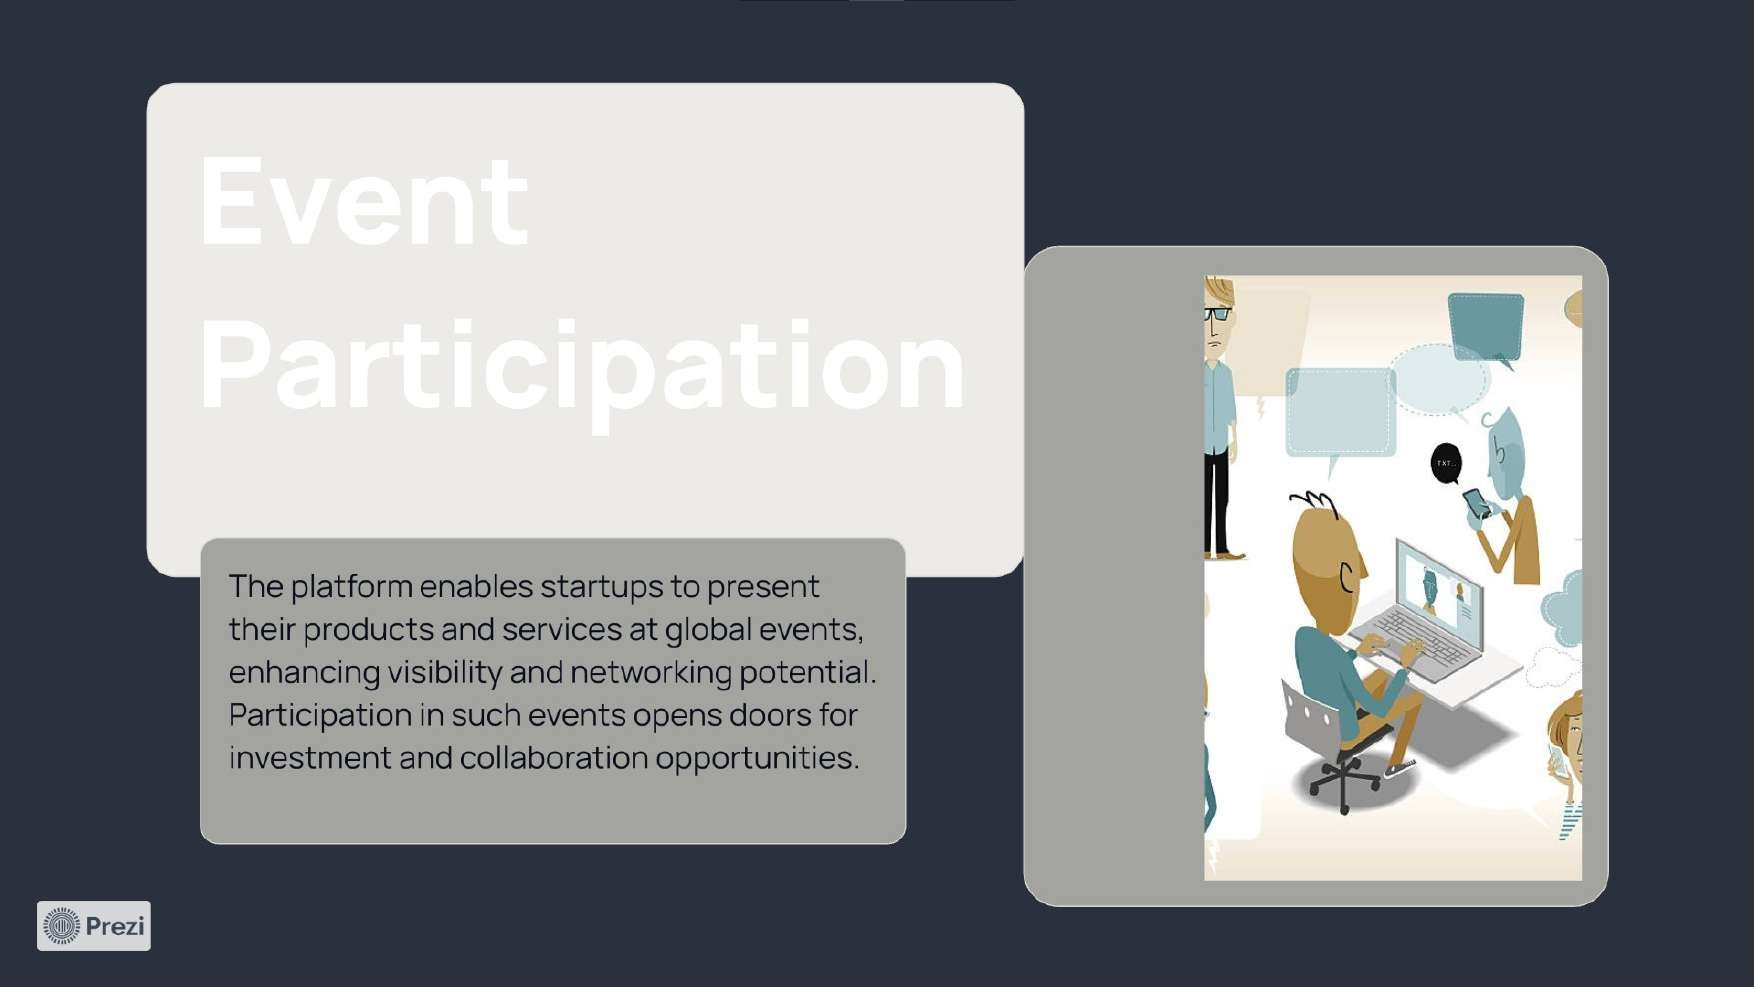 Event
Participation
The platform enables startups to present
their products and services at global events,
enhancing visibility and networking potential.
Participation in such events opens doors for
investment and collaboration opportunities.
TXT...
Prezi